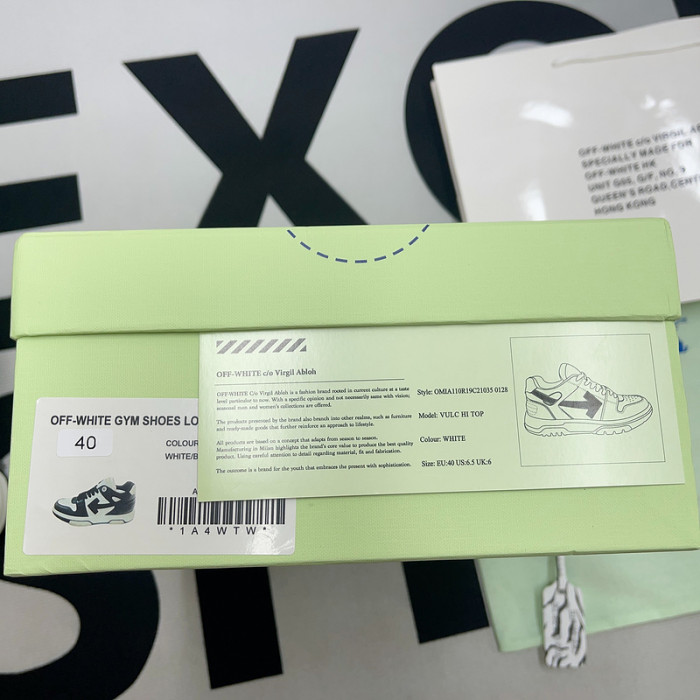 EXO
OFF-WHITE c/o VIRGIL
SPECIALLY MADE FOR
OFF-WHITE HK
UNIT G05, G/F, NO. 9
QUEEN'S ROAD, CENT
HONG KONG
OFF-WHITE c/o Virgil Abloh
OFF-WHITE C/o Virgil Abloh is a fashion brand rooted in current culture at a taste
level particular to now. With a specific opinion and not necessarily same with vision,
seasonal men and women's collections are offered.
The products presented by the brand also branch into other realms, such as furniture
and ready-made goods that further reinforce an approach to lifestyle.
All products are based on a concept that adapts from season to season.
Manufacturing in Milan highlights the brand's core value to produce the best quality
product. Using careful attention to detail regarding material, fit and fabrication.
The outcome is a brand for the youth that embraces the present with sophistication.
Style: OMIA110R19C21035 0128
Model: VULC HI TOP
Colour: WHITE
Size: EU:40 US:6.5 UK:6
OFF-WHITE GYM SHOES LO
40
COLOUR
WHITE/B
A
*1A4WTW*